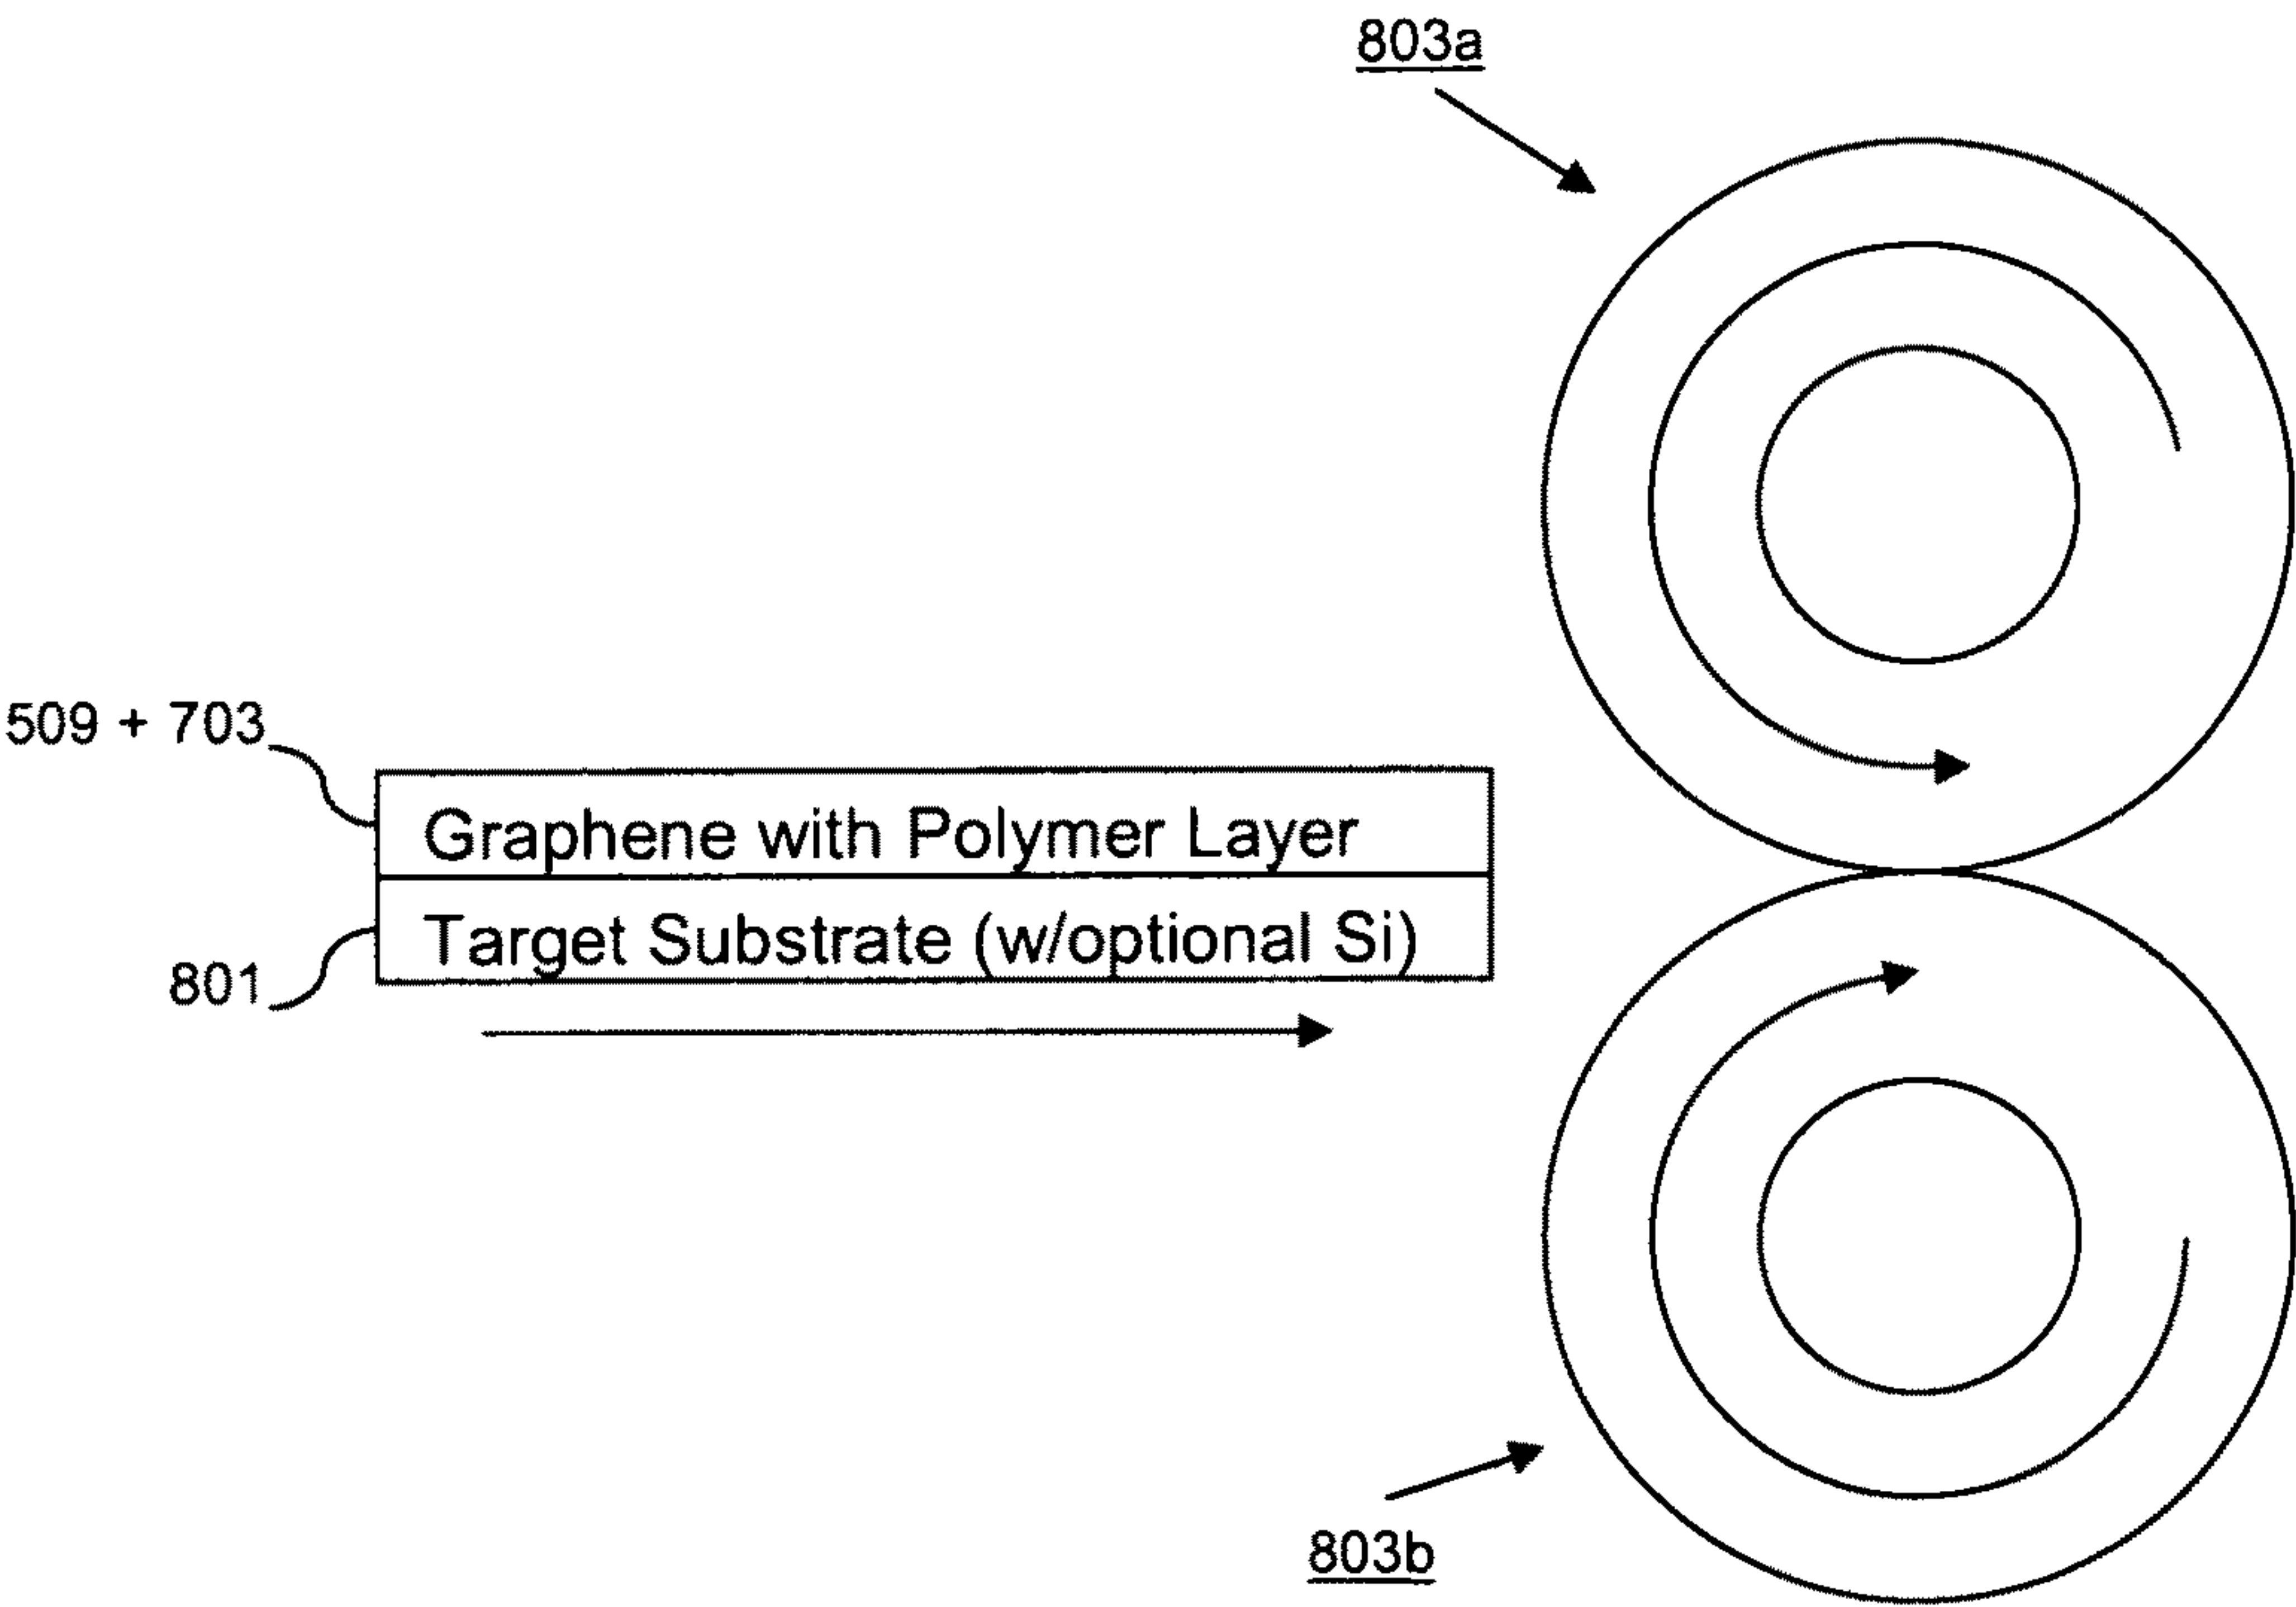 803a
509 + 703
Graphene with Polymer Layer
Target Substrate (w/optional Si)
801
803b